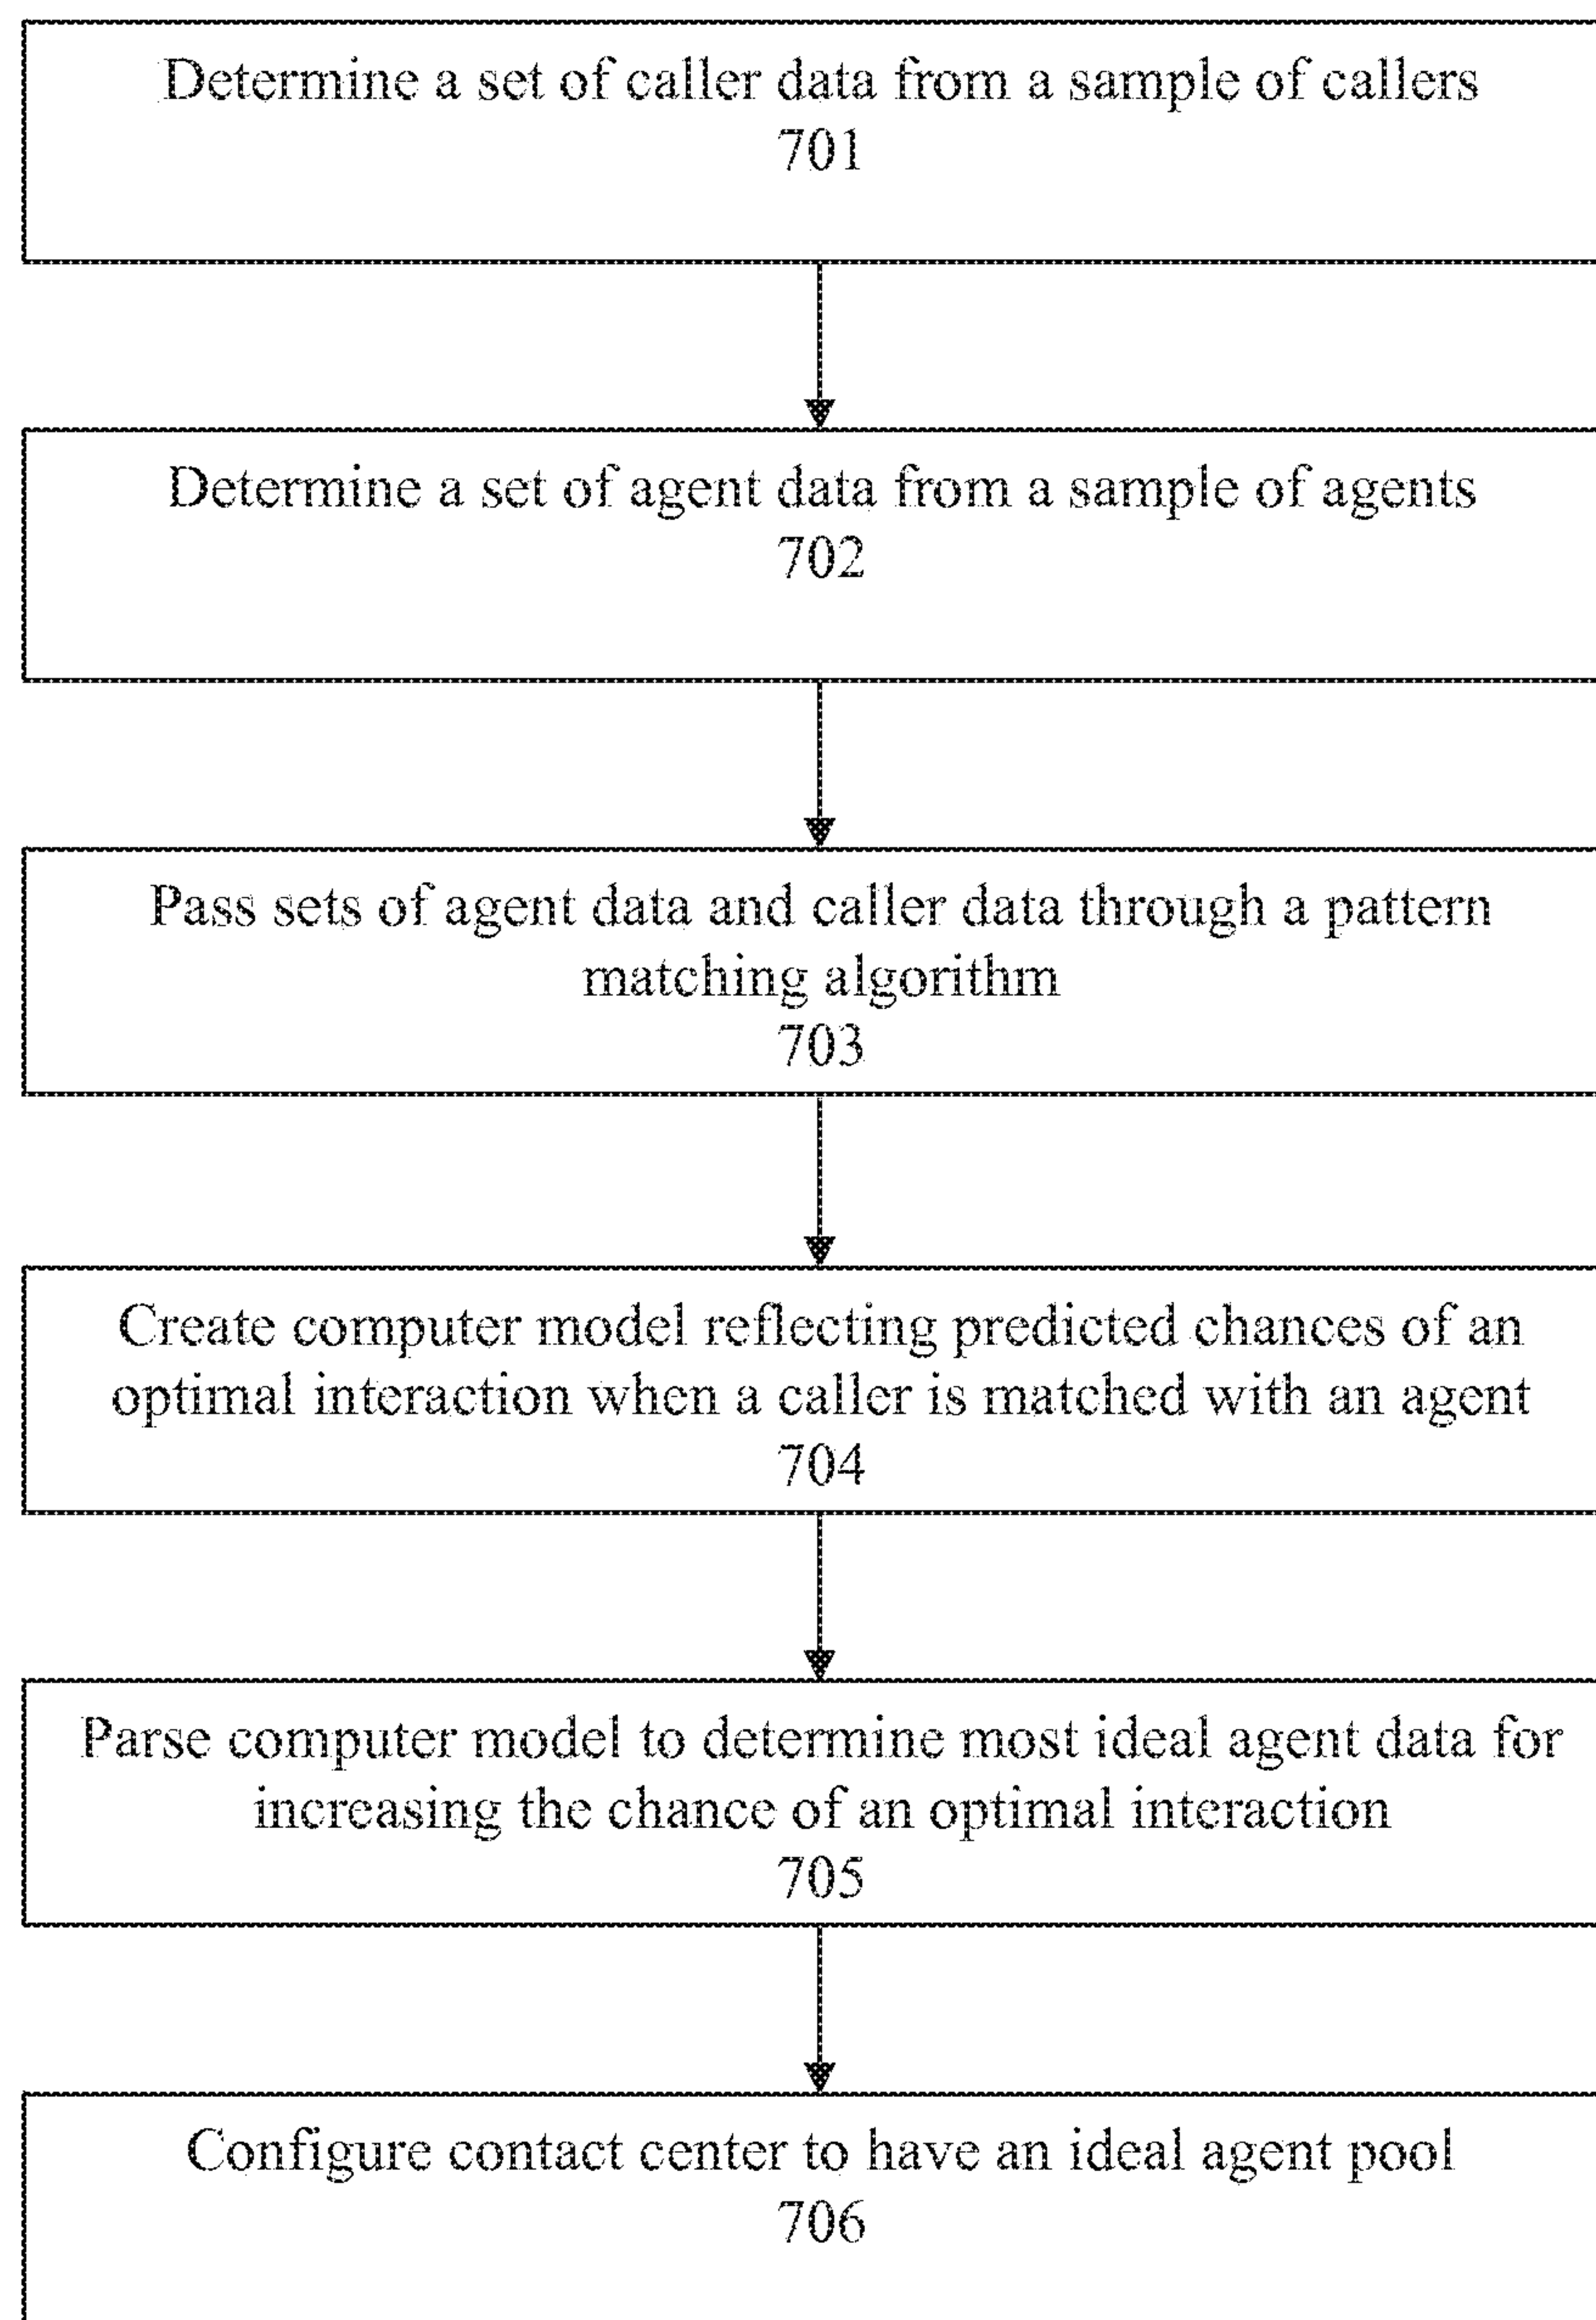 Determine a set of caller data from a sample of callers
701
Determine a set of agent data from a sample of agents
702
Pass sets of agent data and caller data through a pattern
matching algorithm
703
Create computer model reflecting predicted chances of an
optimal interaction when a caller is matched with an agent
704
Parse computer model to determine most ideal agent data for
increasing the chance of an optimal interaction
705
Configure contact center to have an ideal agent pool
706